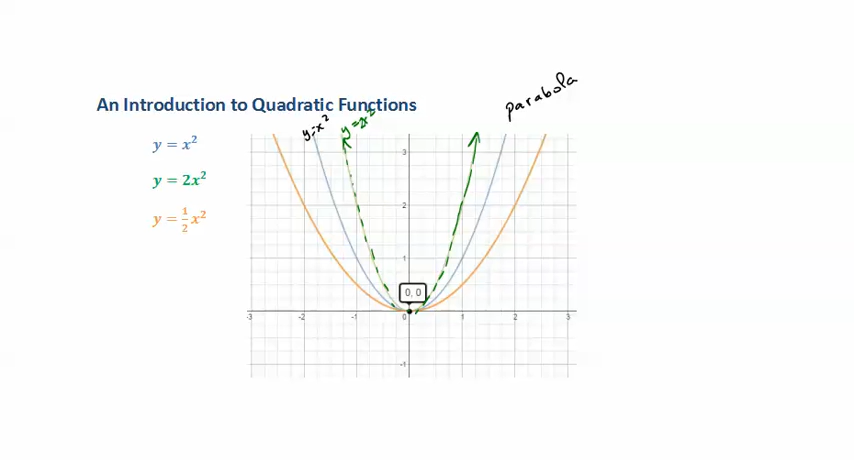 parabola
An Introduction to Quadratic Functions
y = x²
y = 2x²
y = x²
y = 2x²
y = ½x²
3
2
1
0, 0
-3 -2 -1 0 1 2 3
-1